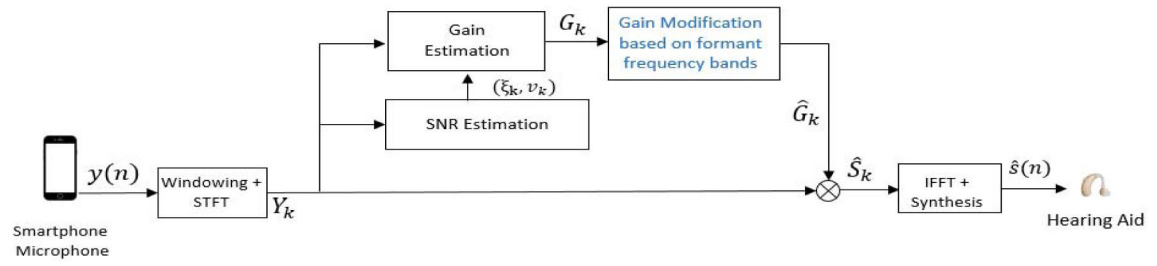 Gain
Estimation
G_k
Gain Modification
based on formant
frequency bands
(ξ_k, v_k)
SNR Estimation
Ĝ_k
y(n)
Windowing +
STFT
Y_k
Ŝ_k
IFFT +
Synthesis
ŝ(n)
Smartphone
Microphone
Hearing Aid